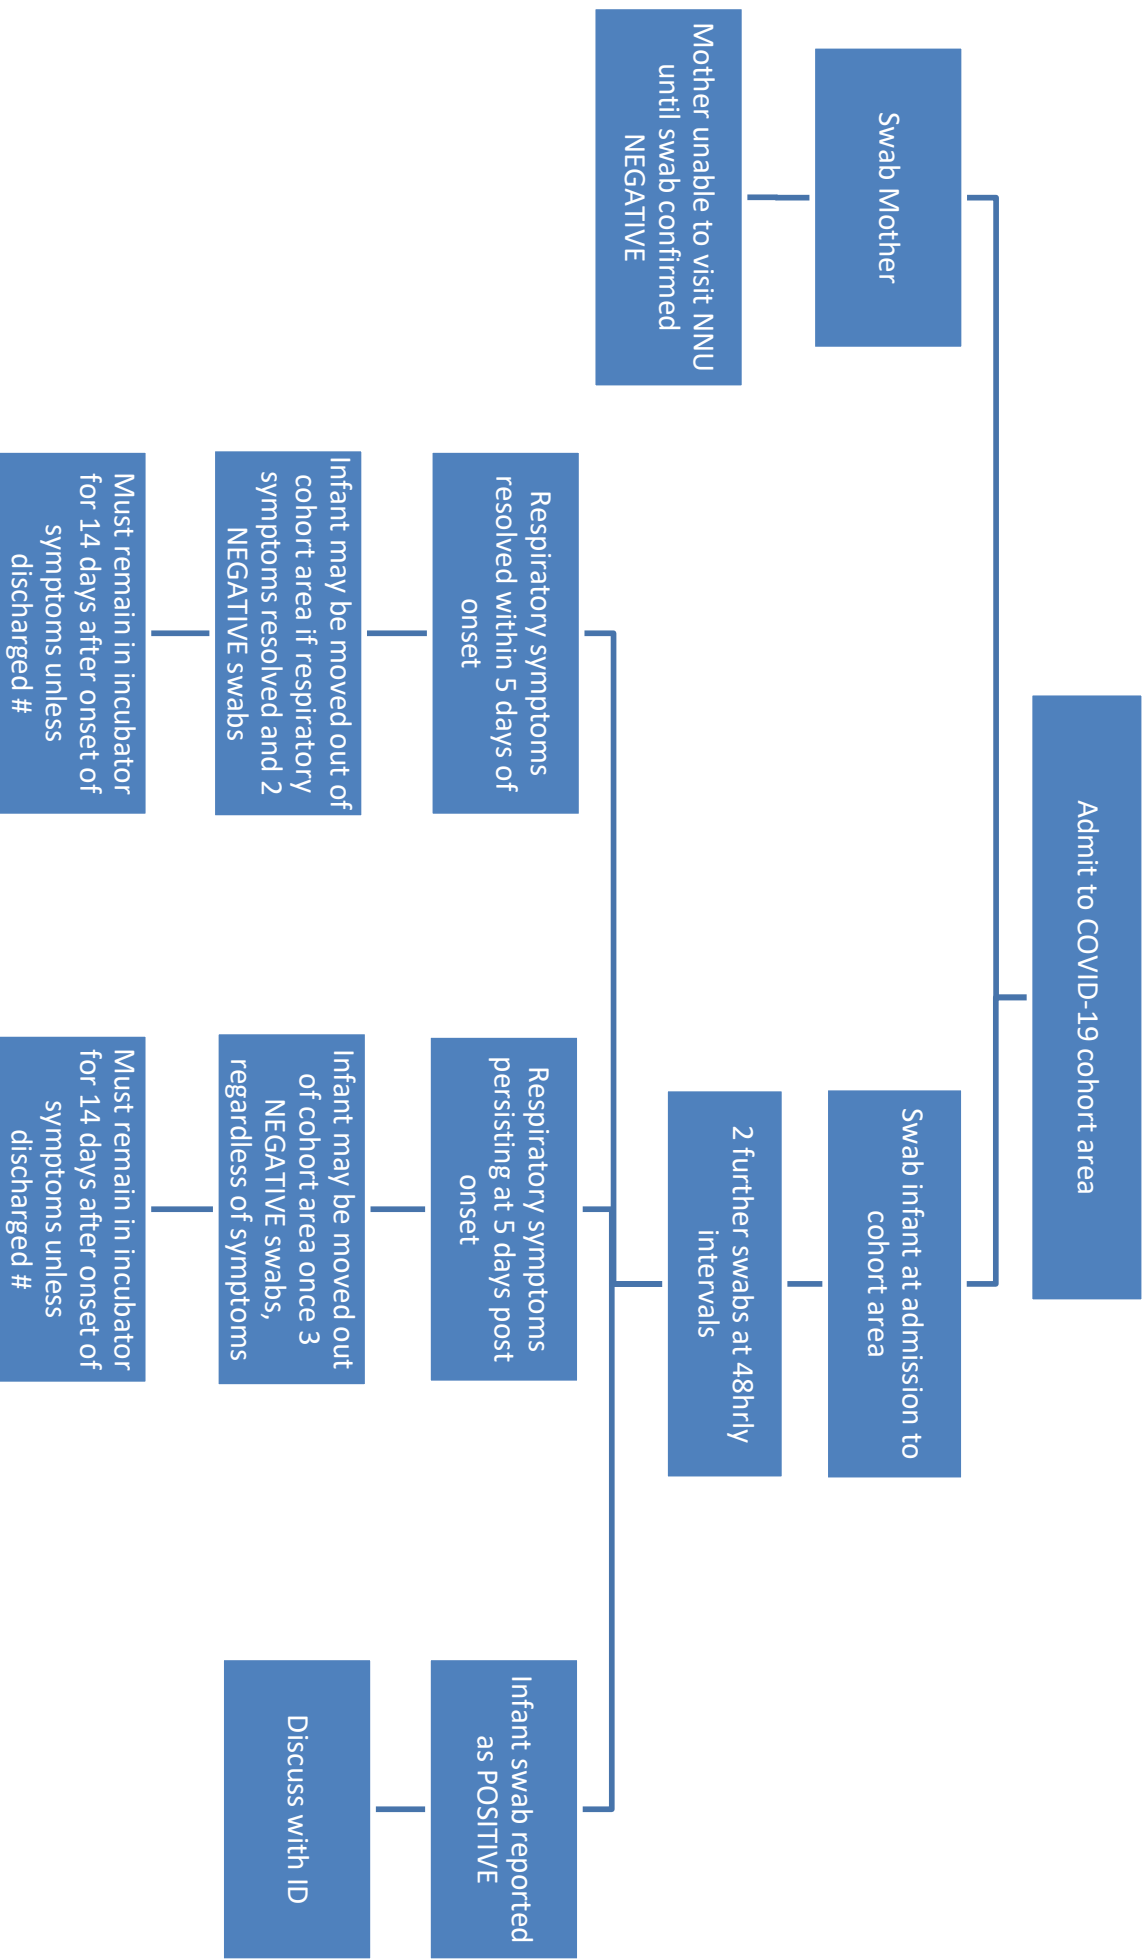 Admit to COVID-19 cohort area
Swab Mother
Mother unable to visit NNU
until swab confirmed
NEGATIVE
Swab infant at admission to
cohort area
2 further swabs at 48hrly
intervals
Respiratory symptoms
resolved within 5 days of
onset
Infant may be moved out of
cohort area if respiratory
symptoms resolved and 2
NEGATIVE swabs
Must remain in incubator
for 14 days after onset of
symptoms unless
discharged #
Respiratory symptoms
persisting at 5 days post
onset
Infant may be moved out
of cohort area once 3
NEGATIVE swabs,
regardless of symptoms
Must remain in incubator
for 14 days after onset of
symptoms unless
discharged #
Infant swab reported
as POSITIVE
Discuss with ID